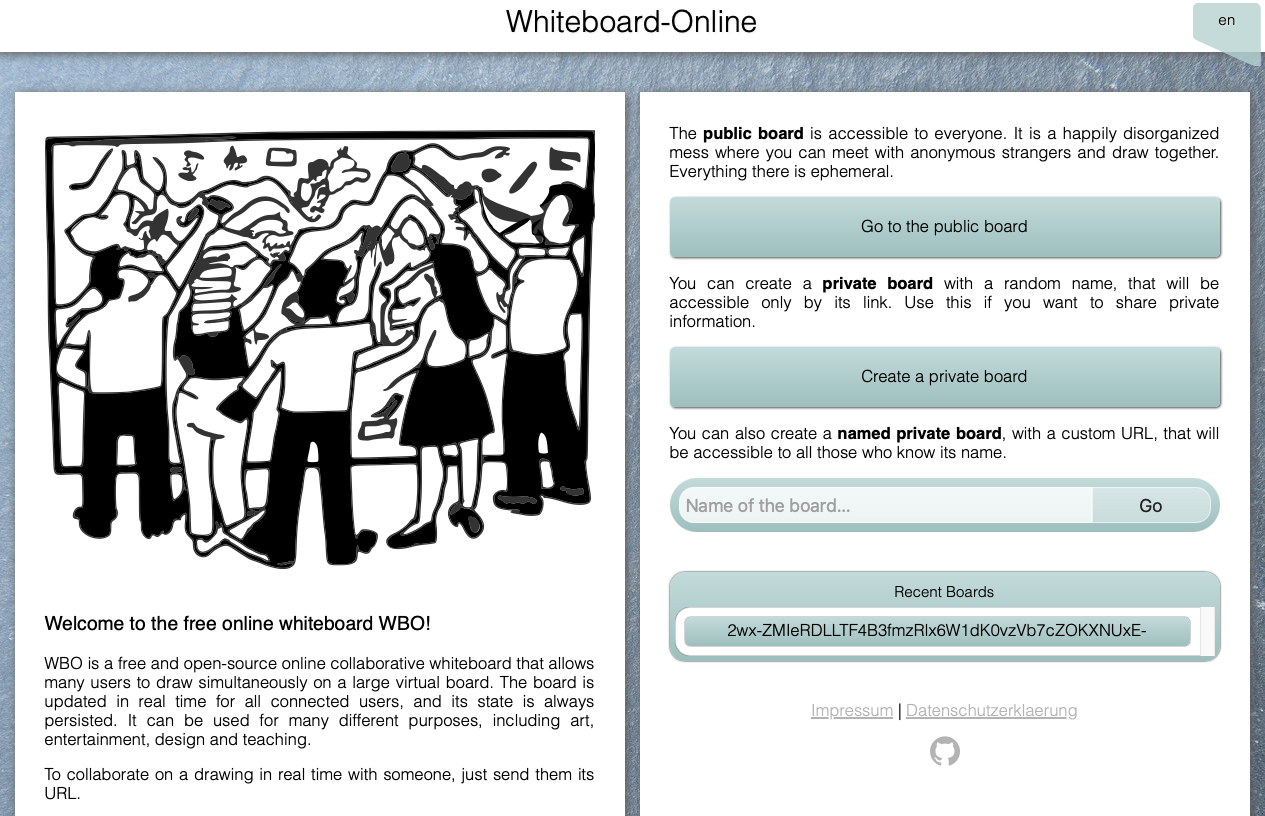 Whiteboard-Online
en
Welcome to the free online whiteboard WBO!
WBO is a free and open-source online collaborative whiteboard that allows
many users to draw simultaneously on a large virtual board. The board is
updated in real time for all connected users, and its state is always
persisted. It can be used for many different purposes, including art,
entertainment, design and teaching.
To collaborate on a drawing in real time with someone, just send them its
URL.
The public board is accessible to everyone. It is a happily disorganized
mess where you can meet with anonymous strangers and draw together.
Everything there is ephemeral.
Go to the public board
You can create a private board with a random name, that will be
accessible only by its link. Use this if you want to share private
information.
Create a private board
You can also create a named private board, with a custom URL, that will
be accessible to all those who know its name.
Name of the board...
Go
Recent Boards
2wx-ZMIeRDLLTF4B3fmzRlx6W1dK0vzVb7cZOKXNUxE-
Impressum | Datenschutzerklaerung